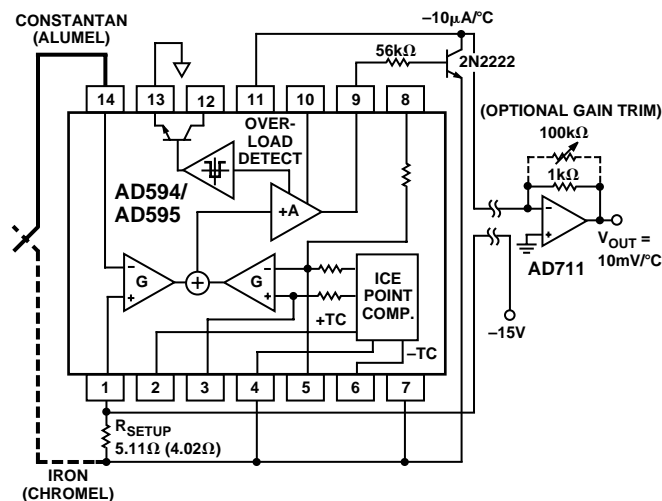 CONSTANTAN
(ALUMEL)
–10µA/°C
56kΩ
2N2222
14
13
12
11
10
9
8
OVER-
LOAD
DETECT
AD594/
AD595
+A
(OPTIONAL GAIN TRIM)
100kΩ
1kΩ
–
+
AD711
VOUT =
10mV/°C
–15V
–
+
G
+
G
–
+
ICE
POINT
COMP.
+TC
–TC
1
2
3
4
5
6
7
RSETUP
5.11Ω (4.02Ω)
IRON
(CHROMEL)